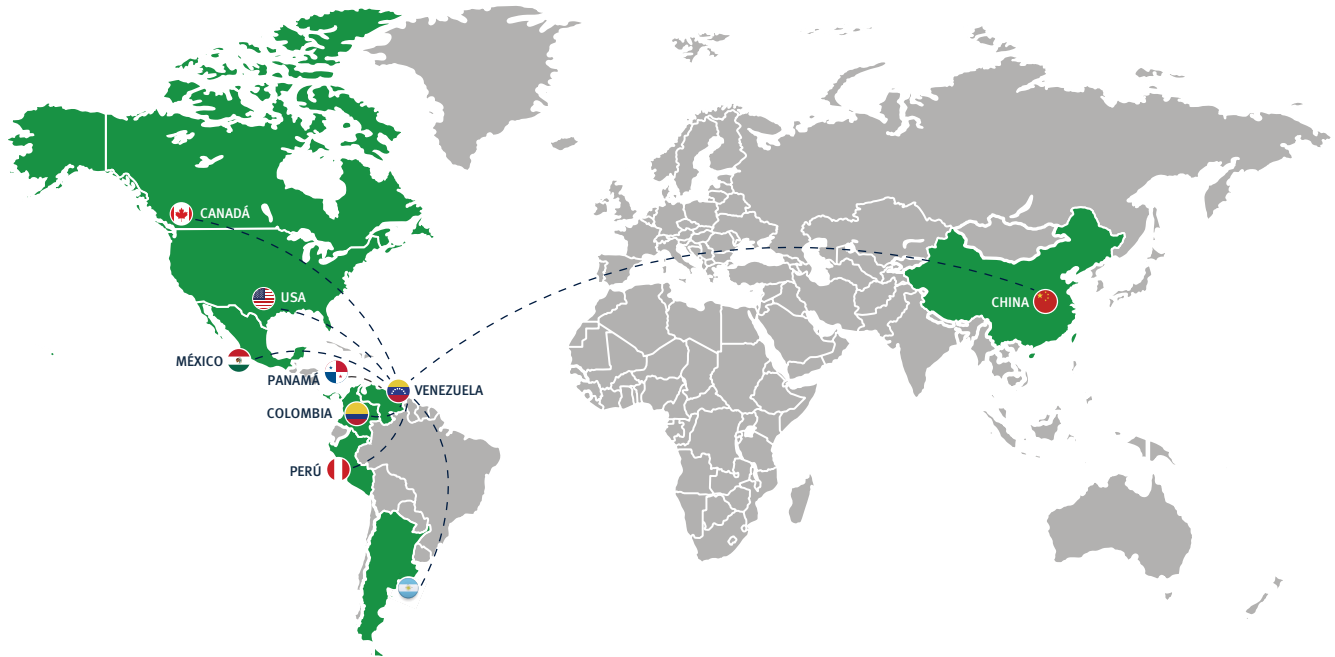 CANADÁ
USA
CHINA
MÉXICO
PANAMÁ
VENEZUELA
COLOMBIA
PERÚ